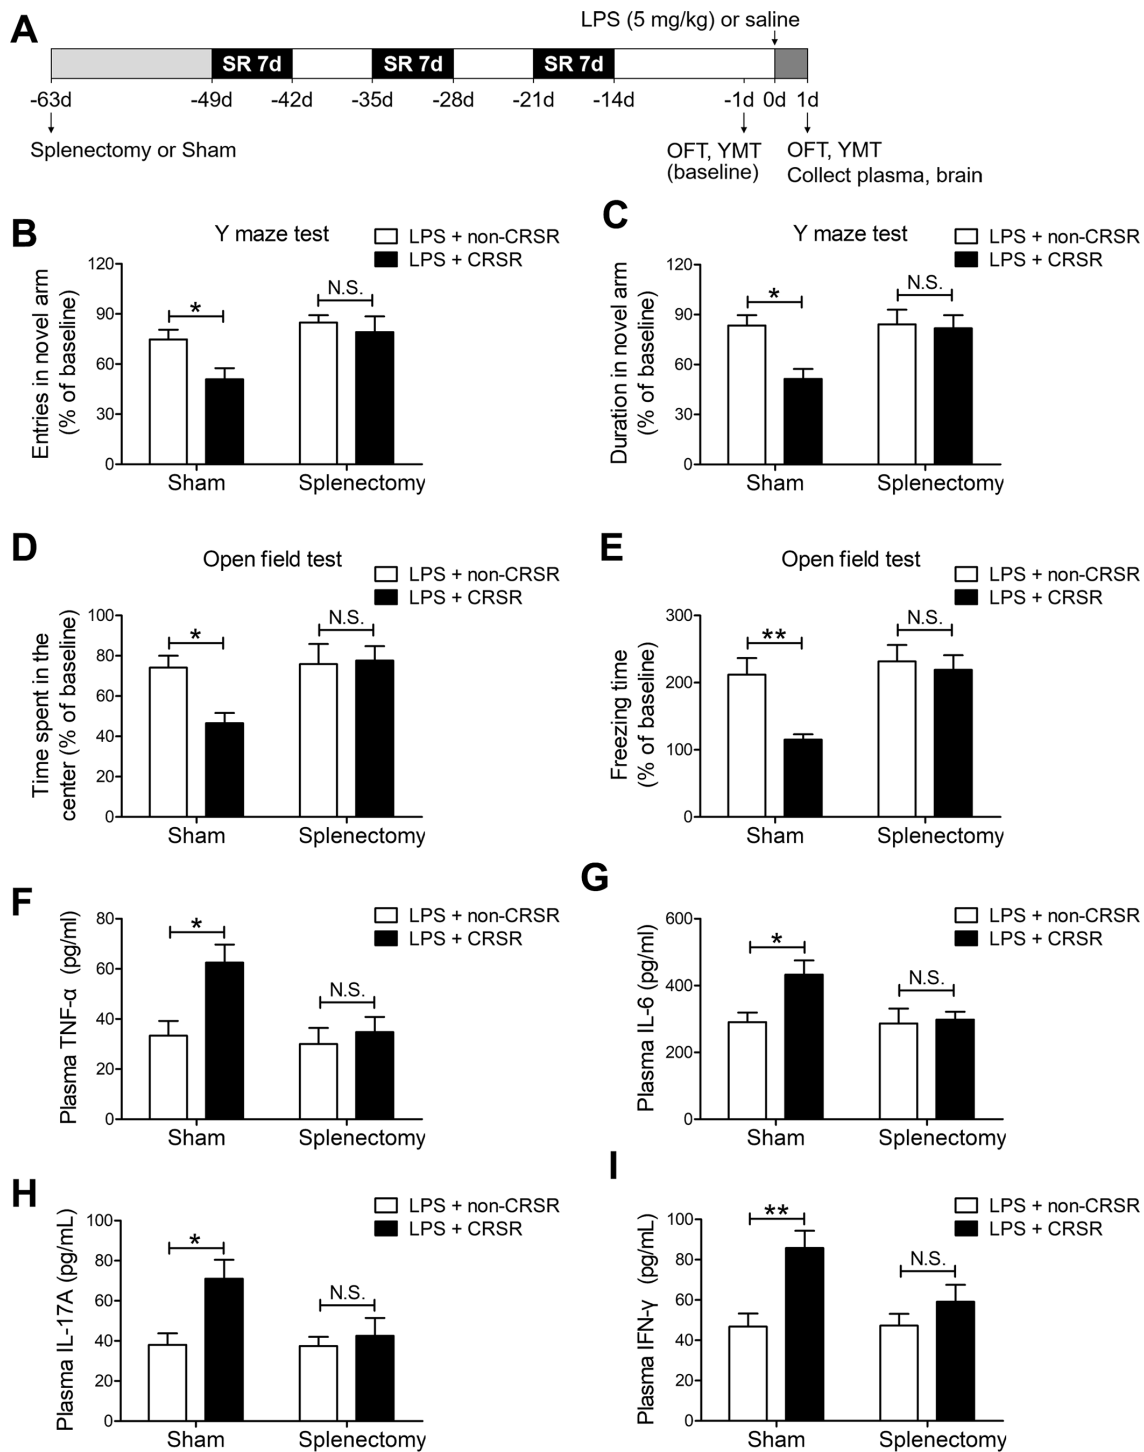 A
LPS (5 mg/kg) or saline
SR 7d SR 7d SR 7d
-63d -49d -42d -35d -28d -21d -14d -1d 0d 1d
Splenectomy or Sham
OFT, YMT
(baseline)
OFT, YMT
Collect plasma, brain
B
Y maze test
LPS + non-CRSR
LPS + CRSR
Entries in novel arm
(% of baseline)
120
90
60
30
0
*
N.S.
Sham Splenectomy
C
Y maze test
LPS + non-CRSR
LPS + CRSR
Duration in novel arm
(% of baseline)
120
90
60
30
0
*
N.S.
Sham Splenectomy
D
Open field test
LPS + non-CRSR
LPS + CRSR
Time spent in the
center (% of baseline)
100
80
60
40
20
0
*
N.S.
Sham Splenectomy
E
Open field test
LPS + non-CRSR
LPS + CRSR
Freezing time
(% of baseline)
300
200
100
0
**
N.S.
Sham Splenectomy
F
LPS + non-CRSR
LPS + CRSR
Plasma TNF-α (pg/ml)
80
60
40
20
0
*
N.S.
Sham Splenectomy
G
LPS + non-CRSR
LPS + CRSR
Plasma IL-6 (pg/ml)
600
400
200
0
*
N.S.
Sham Splenectomy
H
LPS + non-CRSR
LPS + CRSR
Plasma IL-17A (pg/mL)
100
80
60
40
20
0
*
N.S.
Sham Splenectomy
I
LPS + non-CRSR
LPS + CRSR
Plasma IFN-γ (pg/mL)
100
80
60
40
20
0
**
N.S.
Sham Splenectomy